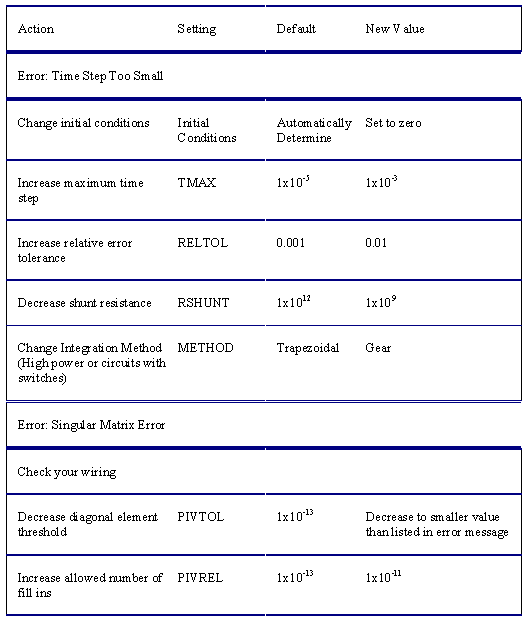 Action Setting Default New Value
Error: Time Step Too Small
Change initial conditions Initial Conditions Automatically Determine Set to zero
Increase maximum time step TMAX 1x10^-5 1x10^-3
Increase relative error tolerance RELTOL 0.001 0.01
Decrease shunt resistance RSHUNT 1x10^12 1x10^9
Change Integration Method (High power or circuits with switches) METHOD Trapezoidal Gear
Error: Singular Matrix Error
Check your wiring
Decrease diagonal element threshold PIVTOL 1x10^-13 Decrease to smaller value than listed in error message
Increase allowed number of fill ins PIVREL 1x10^-13 1x10^-11